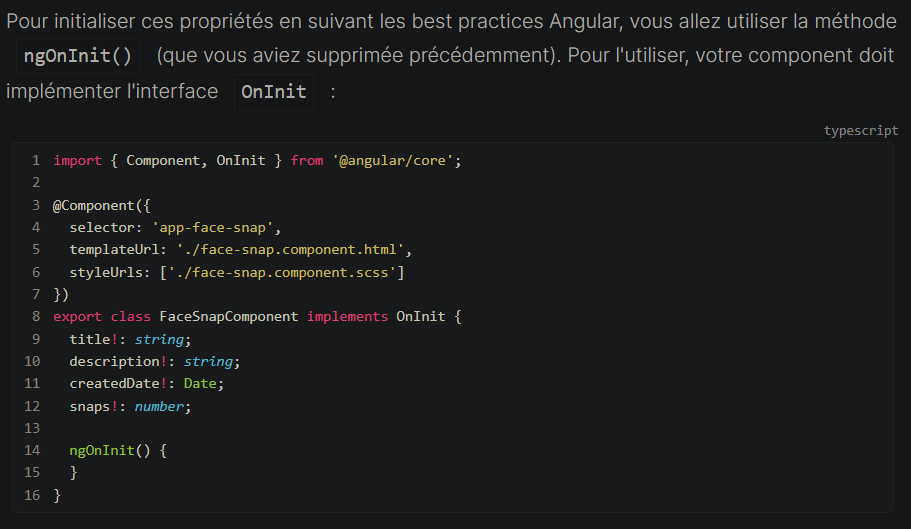 Pour initialiser ces propriétés en suivant les best practices Angular, vous allez utiliser la méthode
ngOnInit() (que vous aviez supprimée précédemment). Pour l'utiliser, votre component doit
implémenter l'interface OnInit :
typescript
1 import { Component, OnInit } from '@angular/core';
2
3 @Component({
4   selector: 'app-face-snap',
5   templateUrl: './face-snap.component.html',
6   styleUrls: ['./face-snap.component.scss']
7 })
8 export class FaceSnapComponent implements OnInit {
9   title!: string;
10   description!: string;
11   createdDate!: Date;
12   snaps!: number;
13
14   ngOnInit() {
15   }
16 }